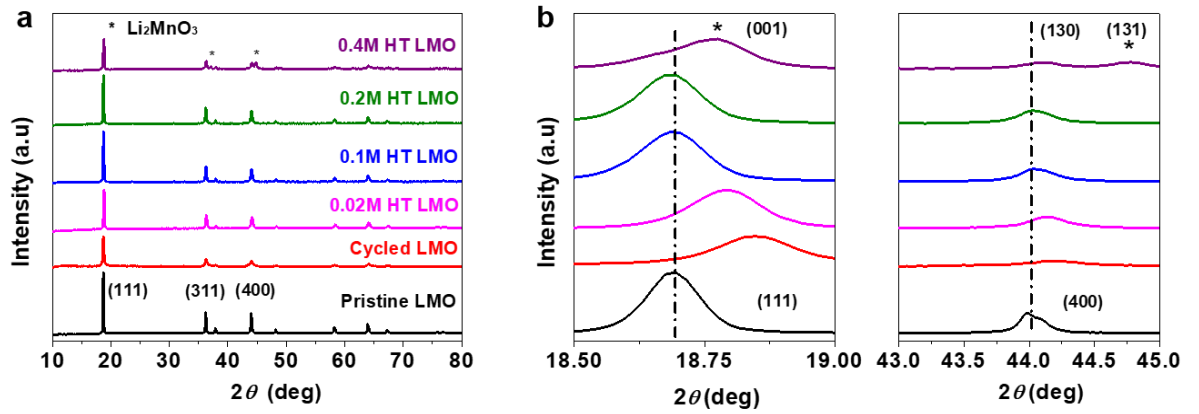 a
* Li₂MnO₃
0.4M HT LMO
* *
0.2M HT LMO
0.1M HT LMO
0.02M HT LMO
Cycled LMO
(111) (311) (400) Pristine LMO
Intensity (a.u)
10 20 30 40 50 60 70 80
2θ (deg)
b
* (001)
(111)
Intensity (a.u)
18.50 18.75 19.00
2θ (deg)
(130) (131)
*
(400)
43.0 43.5 44.0 44.5 45.0
2θ (deg)